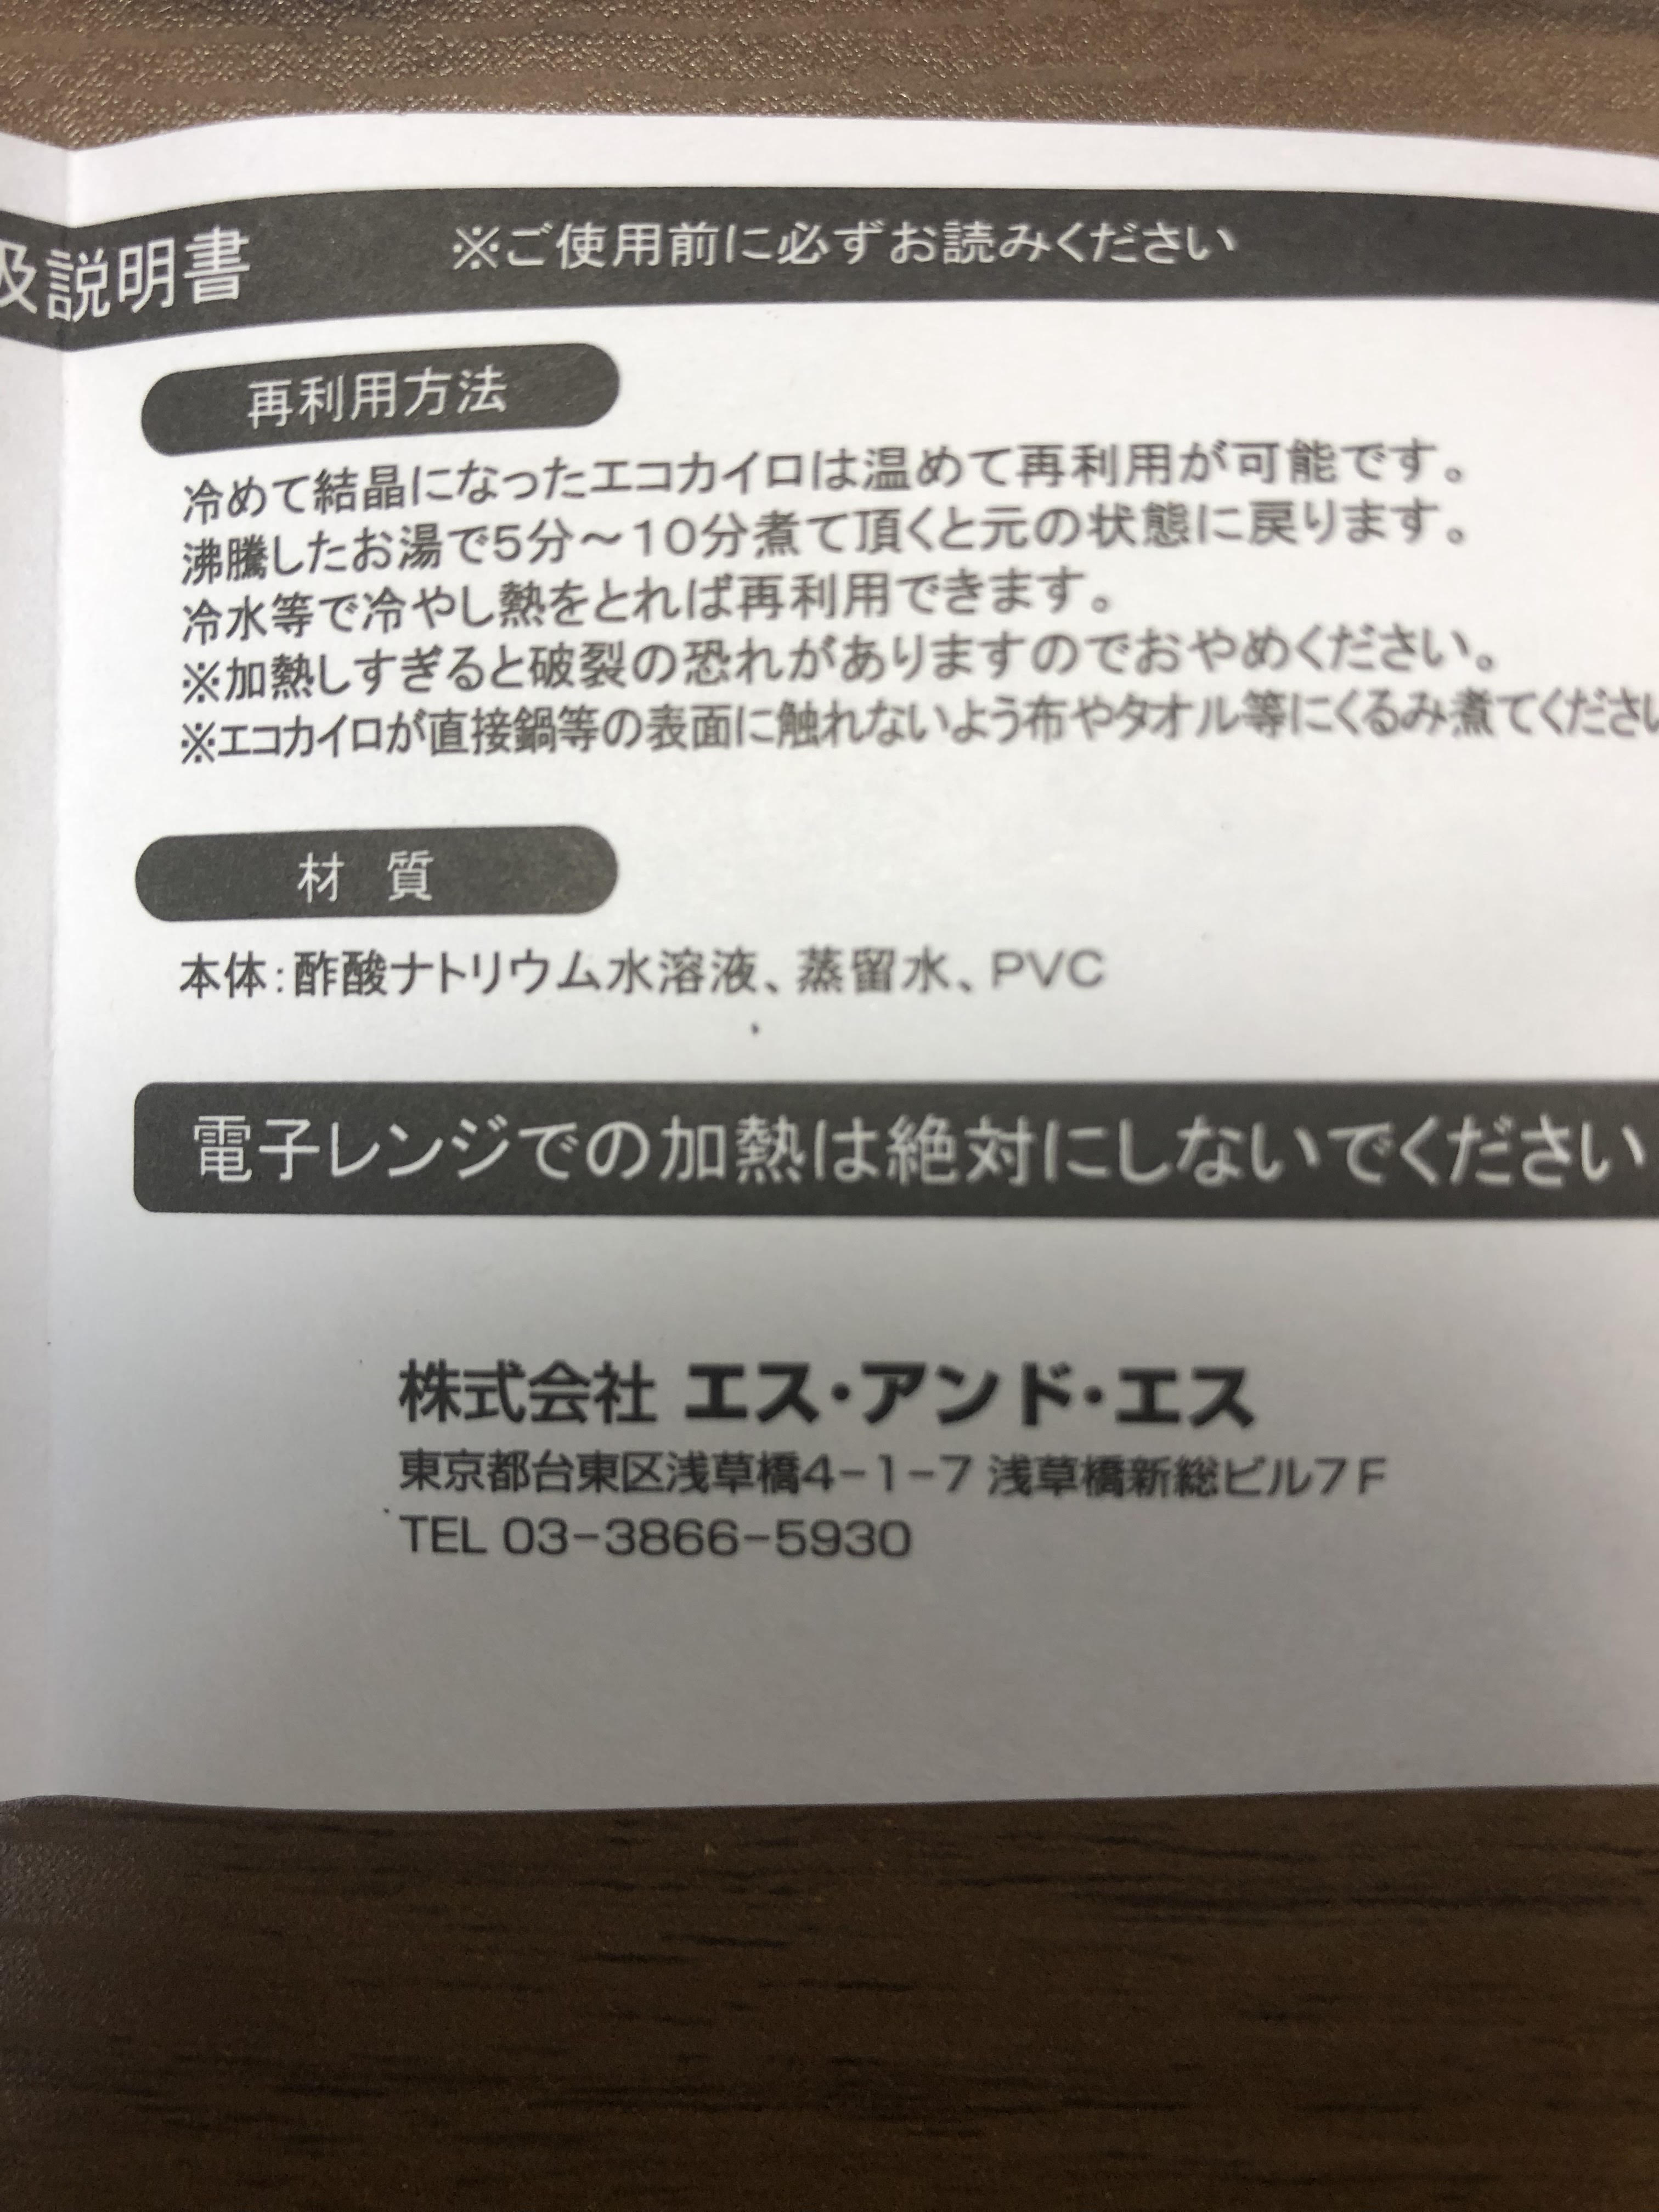 扱説明書　※ご使用前に必ずお読みください
再利用方法
冷めて結晶になったエコカイロは温めて再利用が可能です。
沸騰したお湯で5分～10分煮て頂くと元の状態に戻ります。
冷水等で冷やし熱をとれば再利用できます。
※加熱しすぎると破裂の恐れがありますのでおやめください。
※エコカイロが直接鍋等の表面に触れないよう布やタオル等にくるみ煮てください
材　質
本体：酢酸ナトリウム水溶液、蒸留水、PVC
電子レンジでの加熱は絶対にしないでください
株式会社 エス・アンド・エス
東京都台東区浅草橋4-1-7 浅草橋新総ビル7F
TEL 03-3866-5930